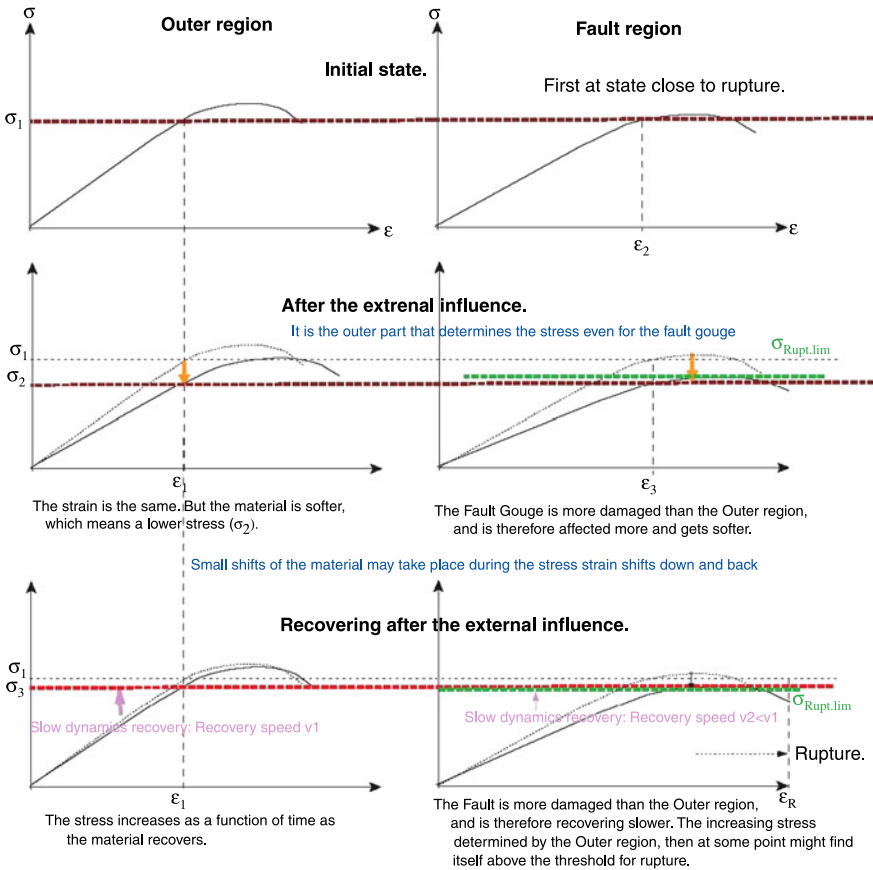 σ
Outer region
σ
Fault region
Initial state.
First at state close to rupture.
σ1
ε
ε2
ε
After the extrenal influence.
It is the outer part that determines the stress even for the fault gouge
σ1
σRupt.lim
σ2
ε1
ε3
The strain is the same. But the material is softer,
which means a lower stress (σ2).
The Fault Gouge is more damaged than the Outer region,
and is therefore affected more and gets softer.
Small shifts of the material may take place during the stress strain shifts down and back
Recovering after the external influence.
σ1
σ3
σRupt.lim
Slow dynamics recovery: Recovery speed v1
Slow dynamics recovery: Recovery speed v2<v1
Rupture.
ε1
εR
The stress increases as a function of time as
the material recovers.
The Fault is more damaged than the Outer region,
and is therefore recovering slower. The increasing stress
determined by the Outer region, then at some point might find
itself above the threshold for rupture.